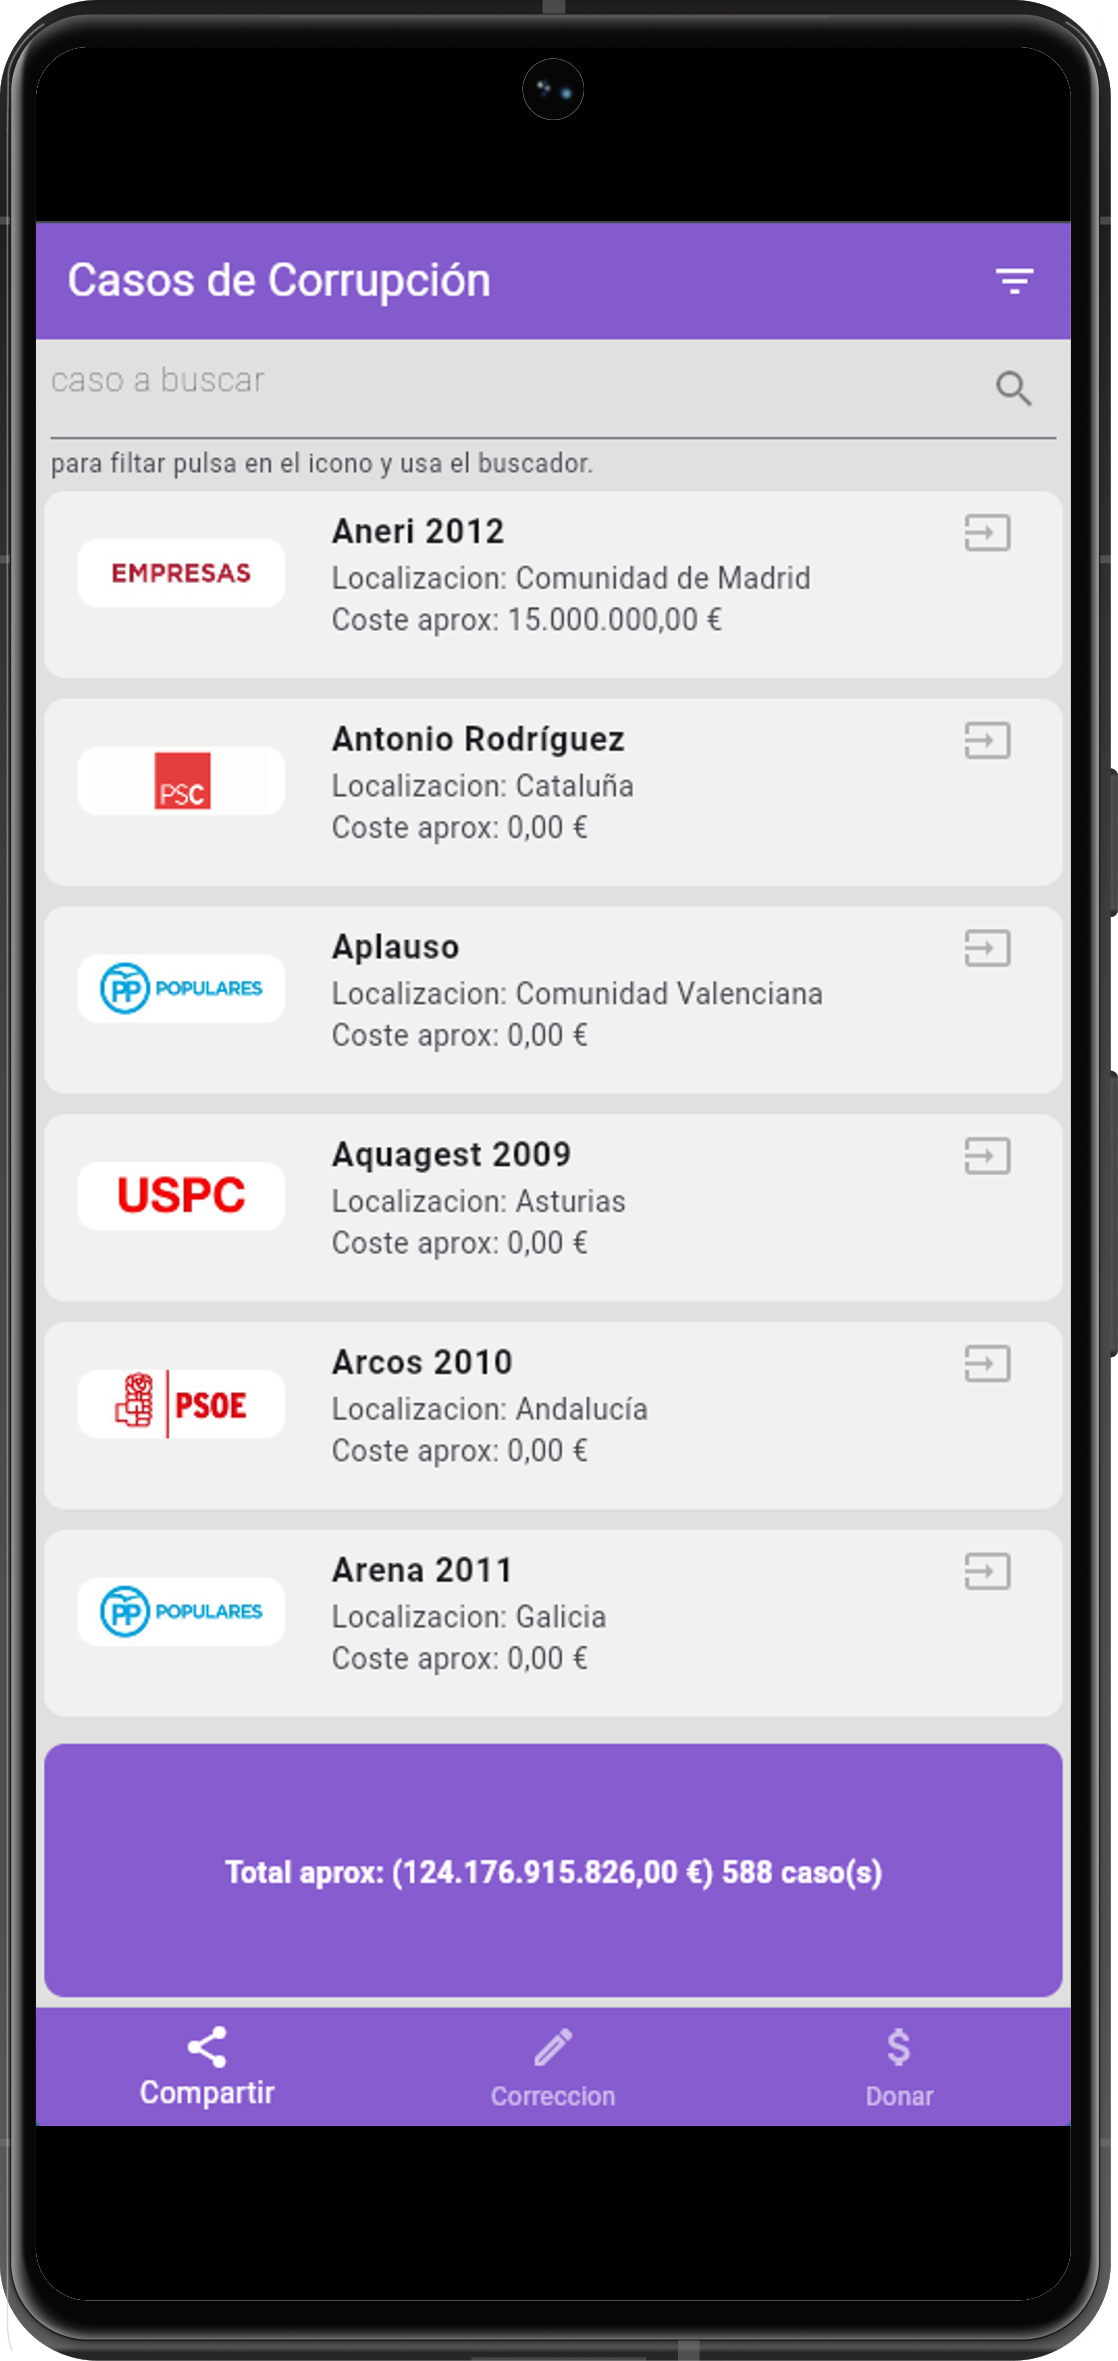 Casos de Corrupción
caso a buscar
para filtar pulsa en el icono y usa el buscador.
EMPRESAS
Aneri 2012
Localizacion: Comunidad de Madrid
Coste aprox: 15.000.000,00 €
PSC
Antonio Rodríguez
Localizacion: Cataluña
Coste aprox: 0,00 €
PP POPULARES
Aplauso
Localizacion: Comunidad Valenciana
Coste aprox: 0,00 €
USPC
Aquagest 2009
Localizacion: Asturias
Coste aprox: 0,00 €
PSOE
Arcos 2010
Localizacion: Andalucía
Coste aprox: 0,00 €
PP POPULARES
Arena 2011
Localizacion: Galicia
Coste aprox: 0,00 €
Total aprox: (124.176.915.826,00 €) 588 caso(s)
Compartir
Correccion
Donar